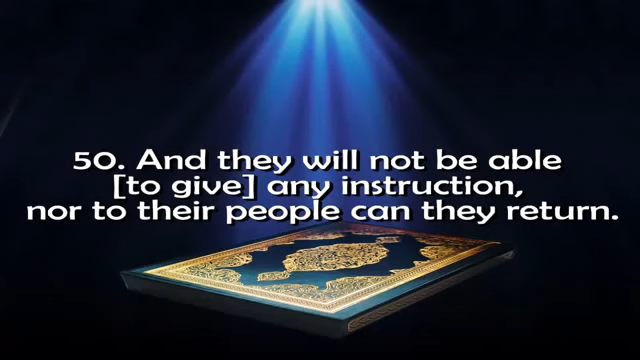 50. And they will not be able
[to give] any instruction,
nor to their people can they return.